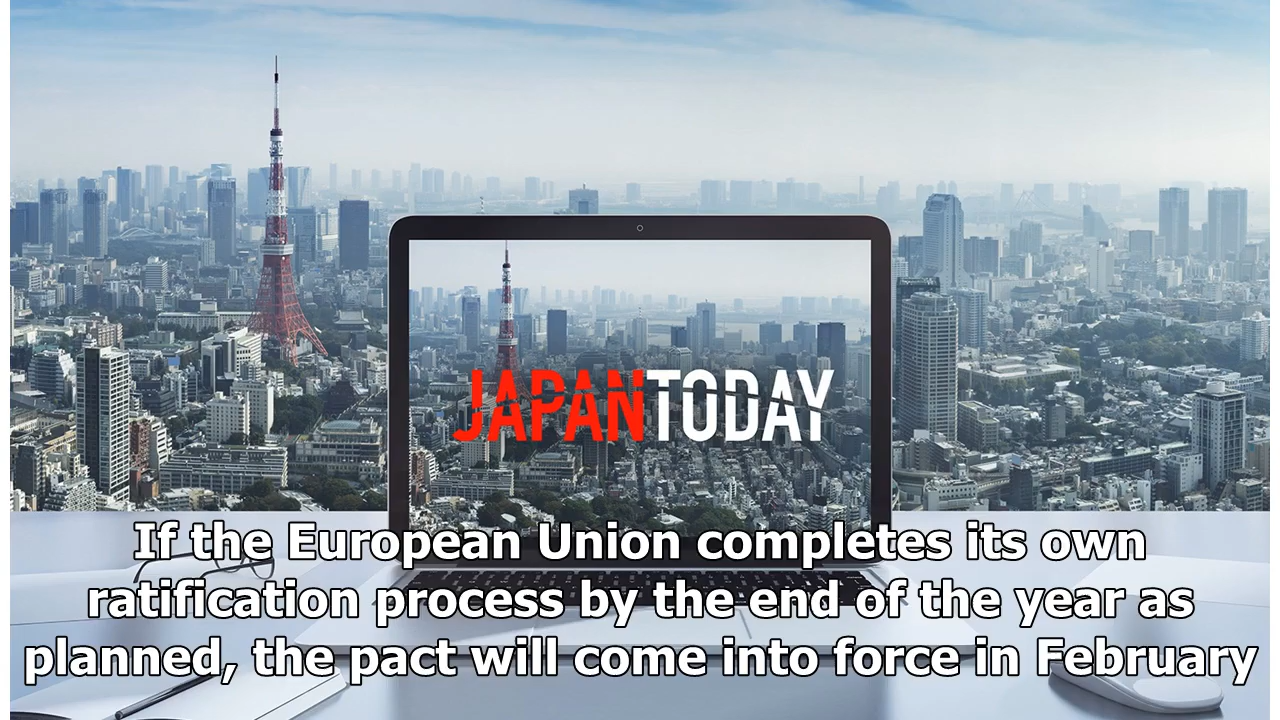 JAPANTODAY
If the European Union completes its own
ratification process by the end of the year as
planned, the pact will come into force in February